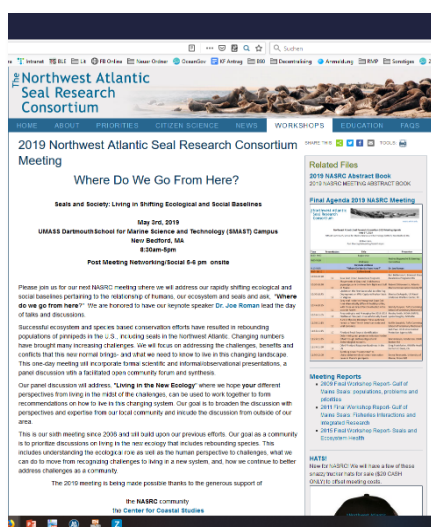 Suchen
Intranet
BLE
Lit
FII Online
Neuer Ordner
OceanGov
KF Antrag
BMP
Sonstiges
The Northwest Atlantic
Seal Research
Consortium
HOME ABOUT PRIORITIES CITIZEN SCIENCE NEWS WORKSHOPS EDUCATION FAQS
2019 Northwest Atlantic Seal Research Consortium
Meeting
SHARE THIS TOOLS
Where Do We Go From Here?
Seals and Society: Living in Shifting Ecological and Social Baselines
May 3rd, 2019
UMASS Dartmouth School for Marine Science and Technology (SMAST) Campus
New Bedford, MA
8:30am-5pm
Post Meeting Networking/Social 5-6 pm onsite
Please join us for our next NASRC meeting where we will address our rapidly shifting ecological and
social baselines pertaining to the relationship of humans, our ecosystem and seals and ask, "Where
do we go from here?" We are honored to have our keynote speaker Dr. Joe Roman lead the day
of talks and discussions.
Successful ecosystem and species based conservation efforts have resulted in rebounding
populations of pinnipeds in the U.S., including seals in the northwest Atlantic. Changing numbers
have brought many increasing challenges. We will focus on addressing the challenges, benefits and
conflicts that this new normal brings- and what we need to know to live in this changing landscape.
This one-day meeting will incorporate formal scientific and informal observational presentations, a
panel discussion with a facilitated open community forum and synthesis.
Our panel discussion will address, "Living in the New Ecology" where we hope your different
perspectives from living in the midst of the challenges, can be used to work together to form
recommendations on how to live in this changing system. Our goal is to broaden the discussion with
perspectives and expertise from our local community and include the discussion from outside of our
area.
This is our sixth meeting since 2008 and will build upon our previous efforts. Our goal as a community
is to prioritize discussions on living in the new ecology that includes rebounding species. This
includes understanding the ecological role as well as the human perspective to challenges, what we
can do to move from recognizing challenges to living in a new system, and, how we continue to better
address challenges as a community.
The 2019 meeting is being made possible thanks to the generous support of
the NASRC community
the Center for Coastal Studies
Related Files
2019 NASRC Abstract Book
2019 NASRC MEETING ABSTRACT BOOK
Final Agenda 2019 NASRC Meeting
Meeting Reports
2009 Final Workshop Report- Gulf of
Maine Seals: populations, problems and
priorities
2011 Final Workshop Report- Gulf of
Maine Seals: Fisheries Interactions and
Integrated Research
2015 Final Workshop Report- Seals and
Ecosystem Health
HATS!
New for NASRC! We will have a few of these
snazzy trucker hats for sale ($20 CASH
ONLY) to offset meeting costs.